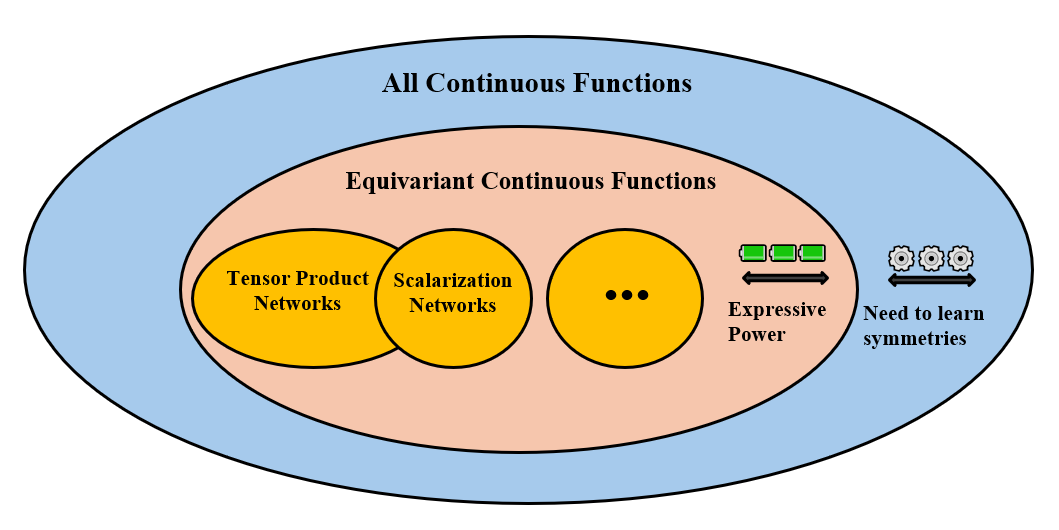 All Continuous Functions
Equivariant Continuous Functions
Tensor Product
Networks
Scalarization
Networks
•••
Expressive
Power
Need to learn
symmetries